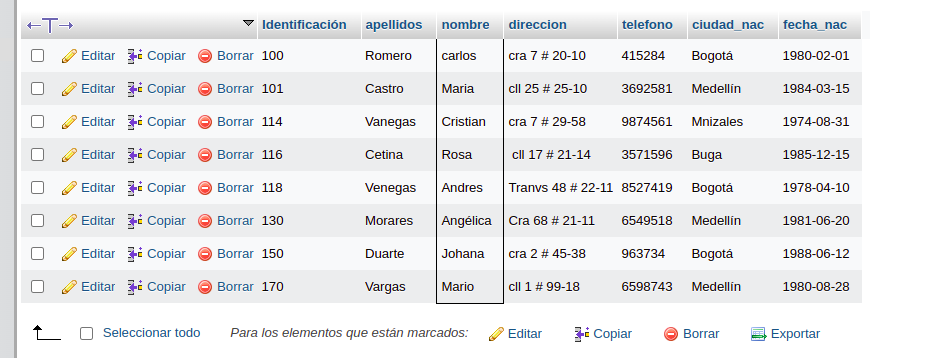 Identificación apellidos nombre direccion telefono ciudad_nac fecha_nac
Editar Copiar Borrar 100 Romero carlos cra 7 # 20-10 415284 Bogotá 1980-02-01
Editar Copiar Borrar 101 Castro Maria cll 25 # 25-10 3692581 Medellín 1984-03-15
Editar Copiar Borrar 114 Vanegas Cristian cra 7 # 29-58 9874561 Mnizales 1974-08-31
Editar Copiar Borrar 116 Cetina Rosa cll 17 # 21-14 3571596 Buga 1985-12-15
Editar Copiar Borrar 118 Venegas Andres Tranvs 48 # 22-11 8527419 Bogotá 1978-04-10
Editar Copiar Borrar 130 Morares Angélica Cra 68 # 21-11 6549518 Medellín 1981-06-20
Editar Copiar Borrar 150 Duarte Johana cra 2 # 45-38 963734 Bogotá 1988-06-12
Editar Copiar Borrar 170 Vargas Mario cll 1 # 99-18 6598743 Medellín 1980-08-28
Seleccionar todo Para los elementos que están marcados: Editar Copiar Borrar Exportar